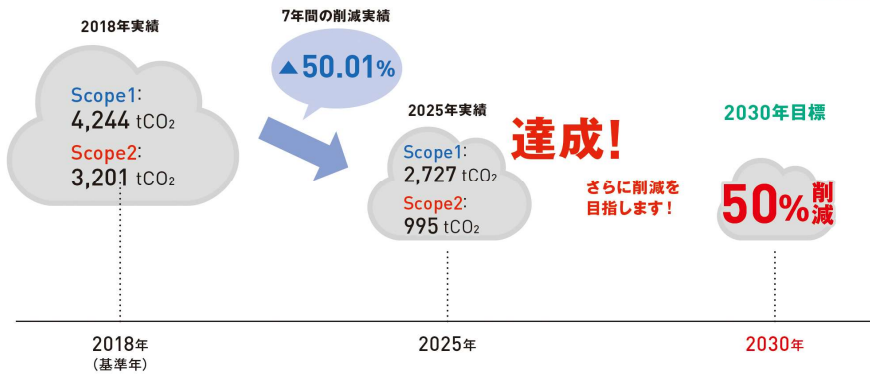 2018年実績
Scope1:
4,244 tCO₂
Scope2:
3,201 tCO₂
7年間の削減実績
▲50.01%
2025年実績
Scope1:
2,727 tCO₂
Scope2:
995 tCO₂
達成!
さらに削減を
目指します!
2030年目標
50%削減
2018年
(基準年)
2025年
2030年